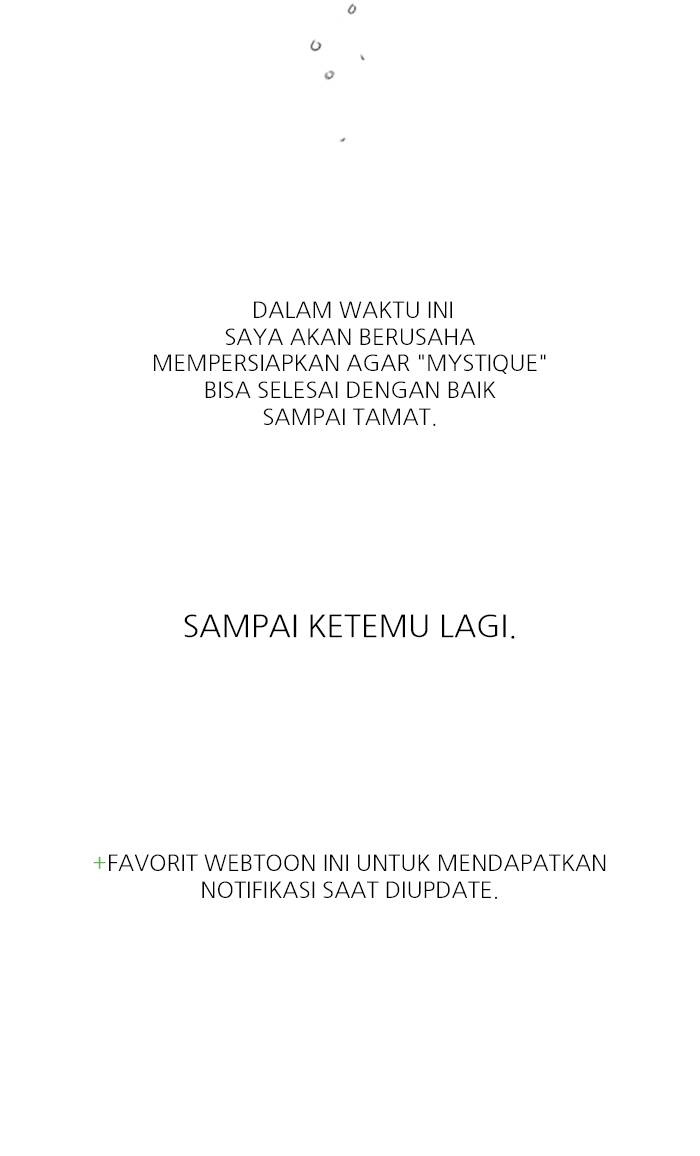 DALAM WAKTU INI
SAYA AKAN BERUSAHA
MEMPERSIAPKAN AGAR "MYSTIQUE"
BISA SELESAI DENGAN BAIK
SAMPAI TAMAT.
SAMPAI KETEMU LAGI.
+FAVORIT WEBTOON INI UNTUK MENDAPATKAN
NOTIFIKASI SAAT DIUPDATE.